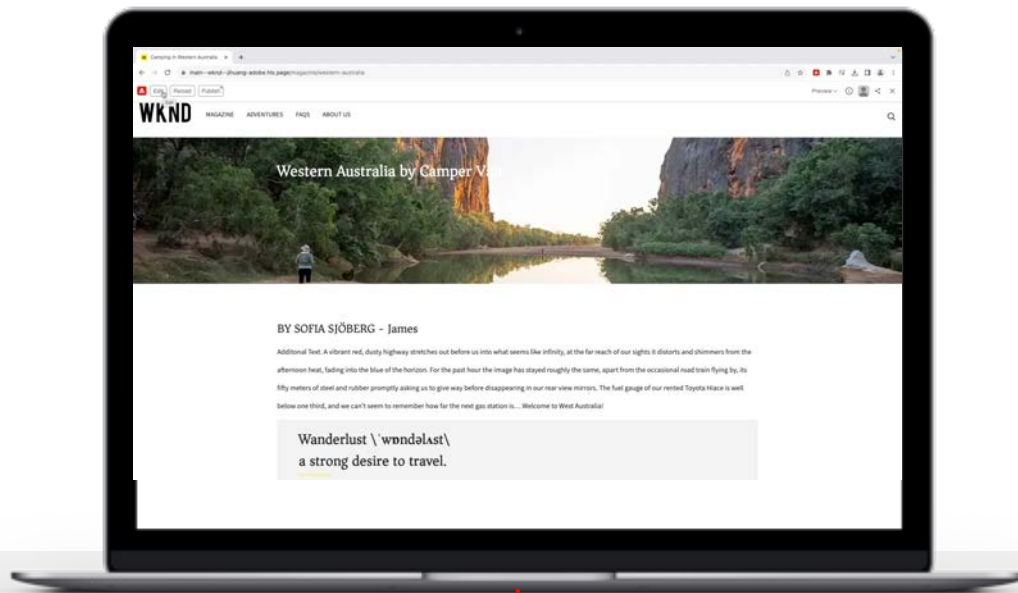 Camping in Western Australia
main--wknd--jihuang-adobe.hlx.page/magazine/western-australia
Edit Reload Publish Preview
Edit
WKND MAGAZINE ADVENTURES FAQS ABOUT US
Western Australia by Camper Van
BY SOFIA SJÖBERG - James
Additonal Text. A vibrant red, dusty highway stretches out before us into what seems like infinity, at the far reach of our sights it distorts and shimmers from the
afternoon heat, fading into the blue of the horizon. For the past hour the image has stayed roughly the same, apart from the occasional road train flying by, its
fifty meters of steel and rubber promptly asking us to give way before disappearing in our rear view mirrors. The fuel gauge of our rented Toyota Hiace is well
below one third, and we can't seem to remember how far the next gas station is... Welcome to West Australia!
Wanderlust \ˈwɒndəlʌst\
a strong desire to travel.